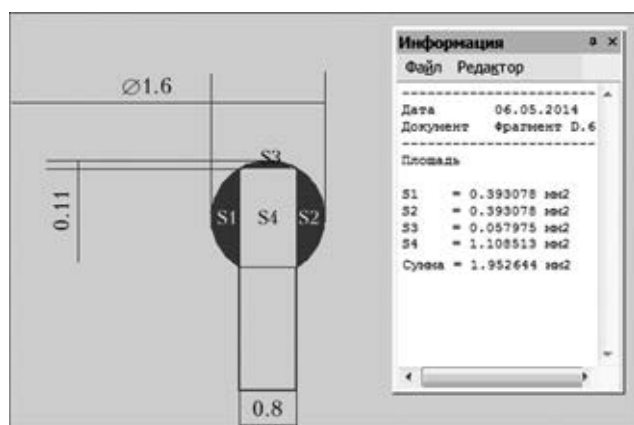 ∅1.6
0.11
S3
S1 S4 S2
0.8
Информация
Файл Редактор
Дата 06.05.2014
Документ Фрагмент D.6
Площадь
S1 = 0.393078 мм2
S2 = 0.393078 мм2
S3 = 0.057975 мм2
S4 = 1.108513 мм2
Сумма = 1.952644 мм2